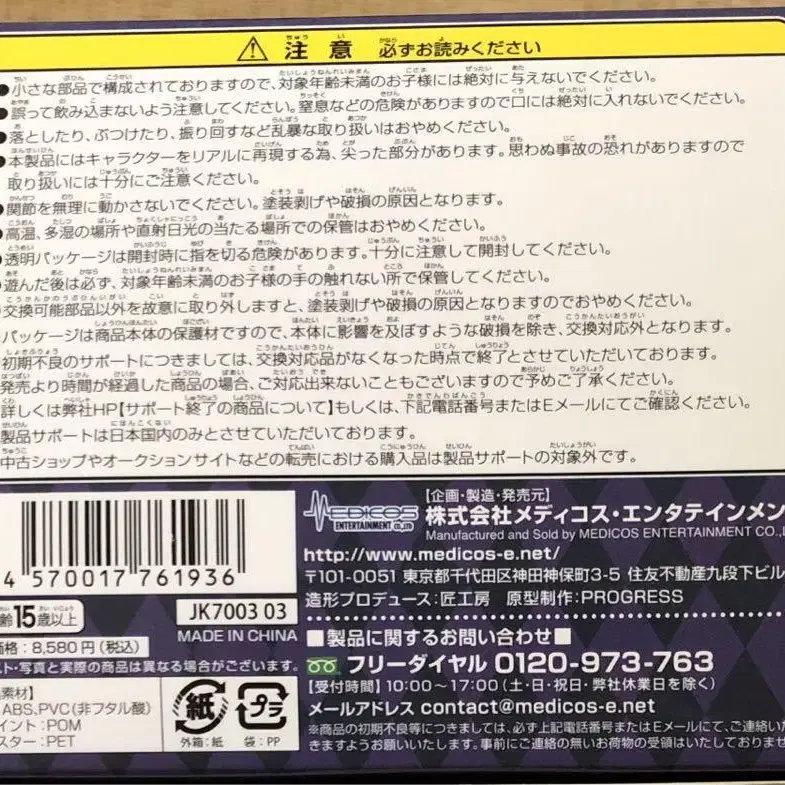 注意 必ずお読みください
●小さな部品で構成されておりますので、対象年齢未満のお子様には絶対に与えないでください。
●誤って飲み込まないよう注意してください。窒息などの危険がありますので口には絶対に入れないでください。
●落としたり、ぶつけたり、振り回すなど乱暴な取り扱いはおやめください。
●本製品にはキャラクターをリアルに再現する為、尖った部分があります。思わぬ事故の恐れがありますので
取り扱いには十分にご注意ください。
●関節を無理に動かさないでください。塗装剥げや破損の原因となります。
●高温、多湿の場所や直射日光の当たる場所での保管はおやめください。
●透明パッケージは開封時に指を切る危険があります。十分に注意して開封してください。
遊んだ後は必ず、対象年齢未満のお子様の手の触れない所で保管してください。
交換可能部品以外を故意に取り外しますと、塗装剥げや破損の原因となりますのでおやめください。
パッケージは商品本体の保護材ですので、本体に影響を及ぼすような破損を除き、交換対応外となります。
初期不良のサポートにつきましては、交換対応品がなくなった時点で終了とさせていただいております。
発売より時間が経過した商品の場合、ご対応出来ないこともございますので予めご了承ください。
詳しくは弊社HP【サポート終了の商品について】もしくは、下記電話番号またはEメールにてご確認ください。
製品サポートは日本国内のみとさせていただいております。
中古ショップやオークションサイトなどの転売における購入品は製品サポートの対象外です。
4 570017 761936
齢15歳以上
JK7003 03
MADE IN CHINA
価格：8,580円（税込）
スト・写真と実際の商品は異なる場合がございます。
素材】
ABS,PVC（非フタル酸）
イント：POM
スター：PET
紙
外箱：紙
プラ
袋：PP
MEDICOS
ENTERTAINMENT CO.,LTD
【企画・製造・発売元】
株式会社メディコス・エンタテインメン
Manufactured and Sold by MEDICOS ENTERTAINMENT CO.,L
http://www.medicos-e.net/
〒101-0051 東京都千代田区神田神保町3-5 住友不動産九段下ビル
造形プロデュース：匠工房 原型制作：PROGRESS
■製品に関するお問い合わせ■
フリーダイヤル 0120-973-763
【受付時間】10:00～17:00（土・日・祝日・弊社休業日を除く）
メールアドレス contact@medicos-e.net
※商品の初期不良等につきましては、必ず上記電話番号またはEメールにて、ご連絡いた
きますようお願いいたします。事前にご連絡の無いお荷物の受領はいたしておりませ